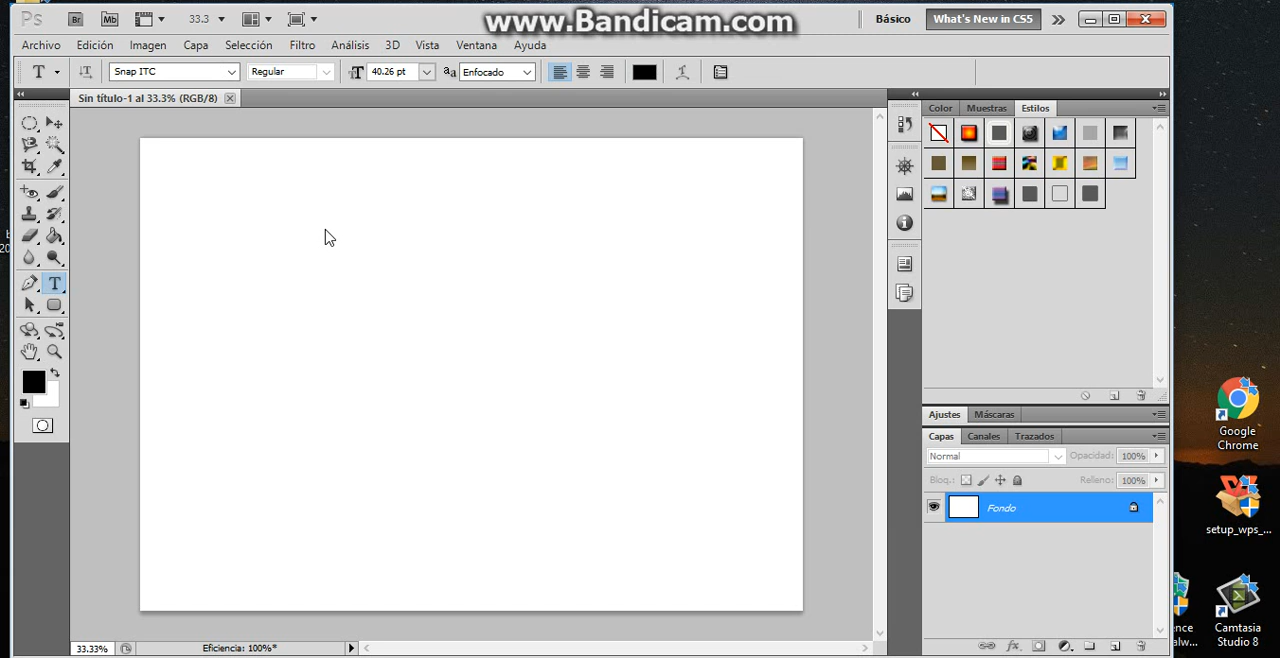 www.Bandicam.com
Ps Br Mb 33.3 Básico What's New in CS5
Archivo Edición Imagen Capa Selección Filtro Análisis 3D Vista Ventana Ayuda
T Snap ITC Regular 40.26 pt Enfocado
Sin título-1 al 33.3% (RGB/8)
Color Muestras Estilos
Ajustes Máscaras
Capas Canales Trazados
Normal Opacidad: 100%
Bloq.: Relleno: 100%
Fondo
33.33% Eficiencia: 100%*
Google
Chrome
setup_wps_...
Camtasia
Studio 8